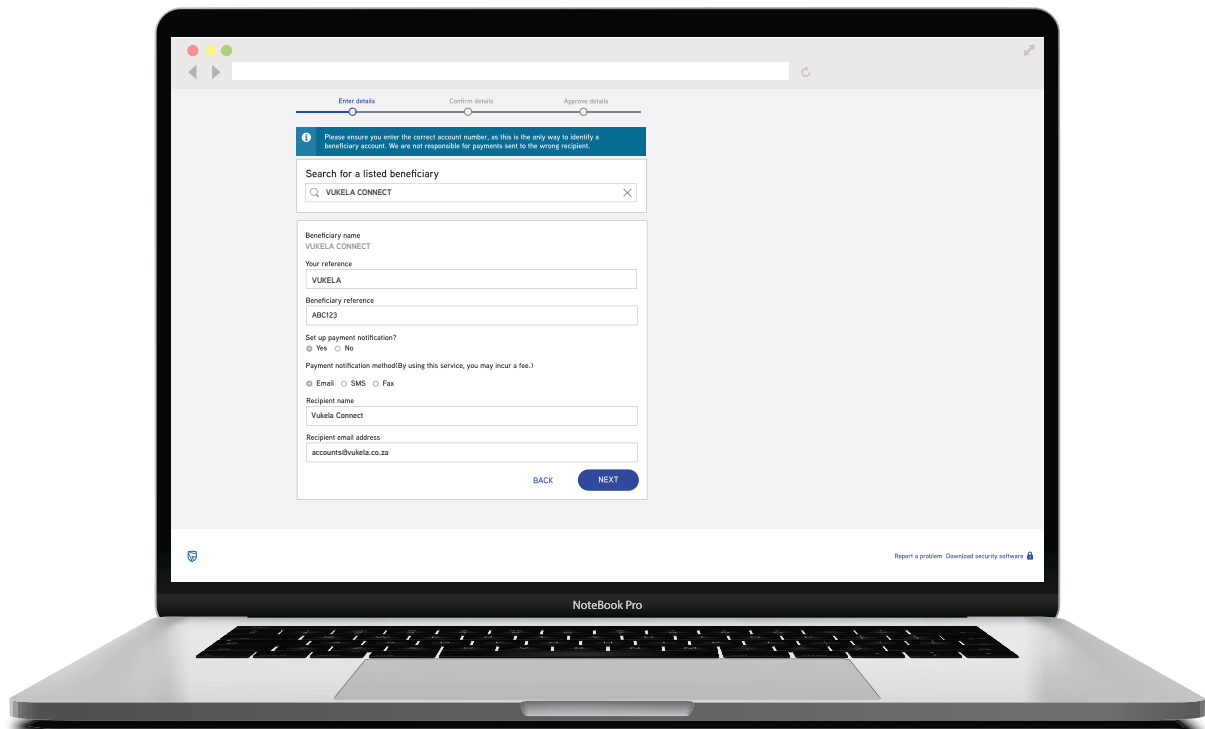 Enter details
Confirm details
Approve details
Please ensure you enter the correct account number, as this is the only way to identify a
beneficiary account. We are not responsible for payments sent to the wrong recipient.
Search for a listed beneficiary
VUKELA CONNECT
Beneficiary name
VUKELA CONNECT
Your reference
VUKELA
Beneficiary reference
ABC123
Set up payment notification?
Yes No
Payment notification method(By using this service, you may incur a fee.)
Email SMS Fax
Recipient name
Vukela Connect
Recipient email address
accounts@vukela.co.za
BACK NEXT
Report a problem Download security software
NoteBook Pro